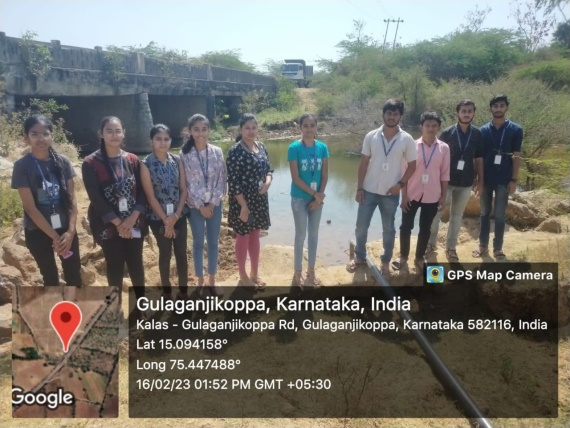 GPS Map Camera
Gulaganjikoppa, Karnataka, India
Kalas - Gulaganjikoppa Rd, Gulaganjikoppa, Karnataka 582116, India
Lat 15.094158°
Long 75.447488°
16/02/23 01:52 PM GMT +05:30
Google